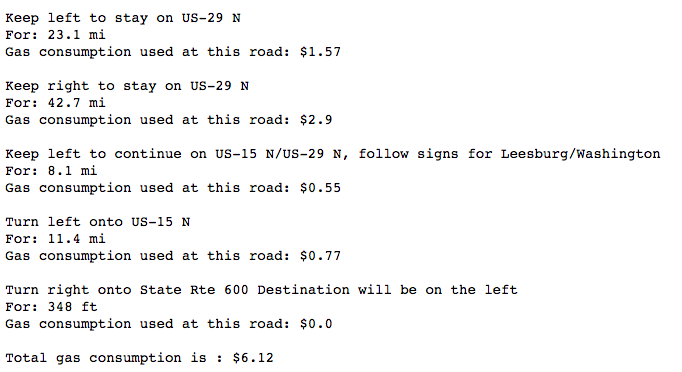 Keep left to stay on US-29 N
For: 23.1 mi
Gas consumption used at this road: $1.57
Keep right to stay on US-29 N
For: 42.7 mi
Gas consumption used at this road: $2.9
Keep left to continue on US-15 N/US-29 N, follow signs for Leesburg/Washington
For: 8.1 mi
Gas consumption used at this road: $0.55
Turn left onto US-15 N
For: 11.4 mi
Gas consumption used at this road: $0.77
Turn right onto State Rte 600 Destination will be on the left
For: 348 ft
Gas consumption used at this road: $0.0
Total gas consumption is : $6.12